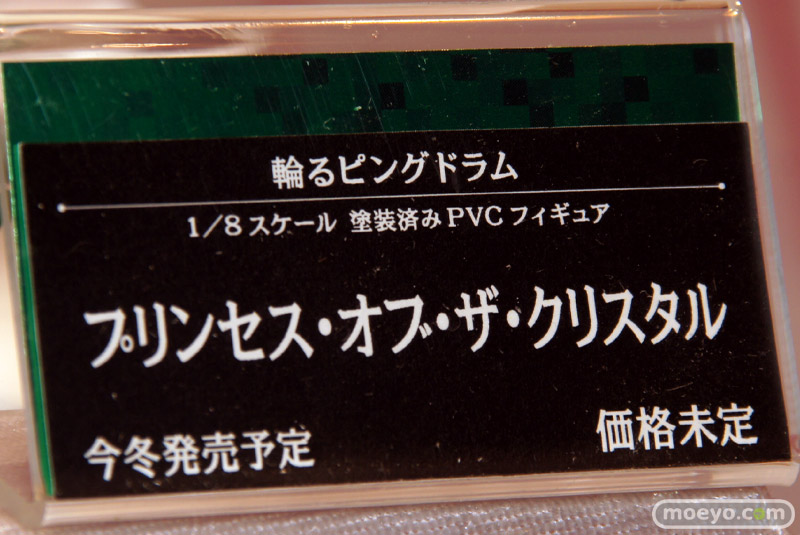 輪るピングドラム
1/8スケール 塗装済みPVCフィギュア
プリンセス・オブ・ザ・クリスタル
今冬発売予定
価格未定
moeyo.com